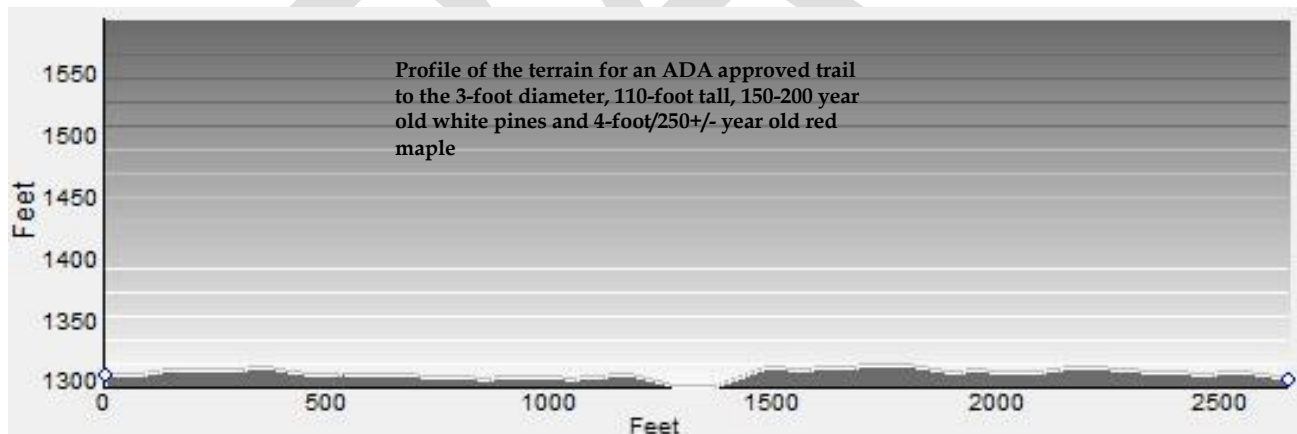 Profile of the terrain for an ADA approved trail
to the 3-foot diameter, 110-foot tall, 150-200 year
old white pines and 4-foot/250+/- year old red
maple
Feet
1550
1500
1450
1400
1350
1300
0 500 1000 1500 2000 2500
Feet